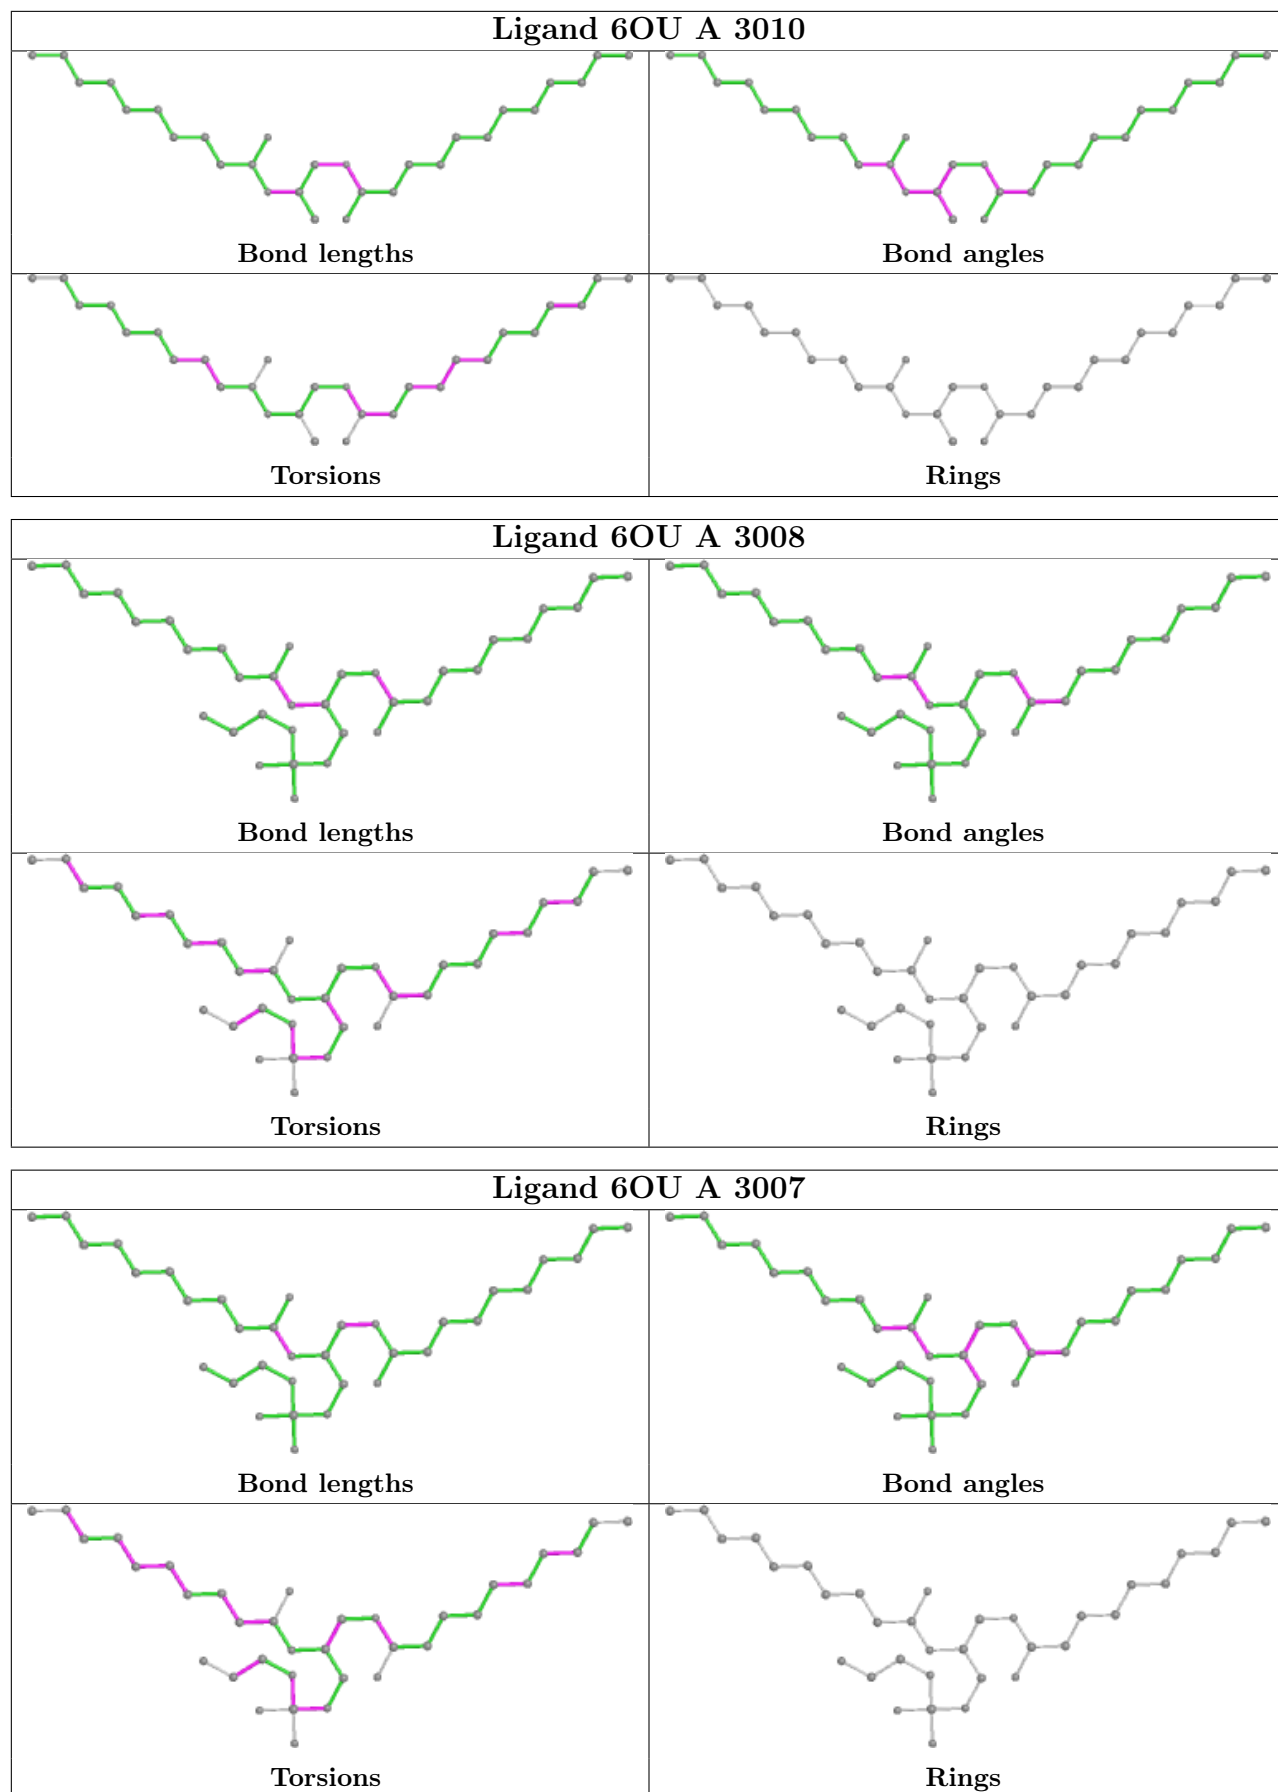 Ligand 6OU A 3010
Bond lengths
Bond angles
Torsions
Rings
Ligand 6OU A 3008
Bond lengths
Bond angles
Torsions
Rings
Ligand 6OU A 3007
Bond lengths
Bond angles
Torsions
Rings